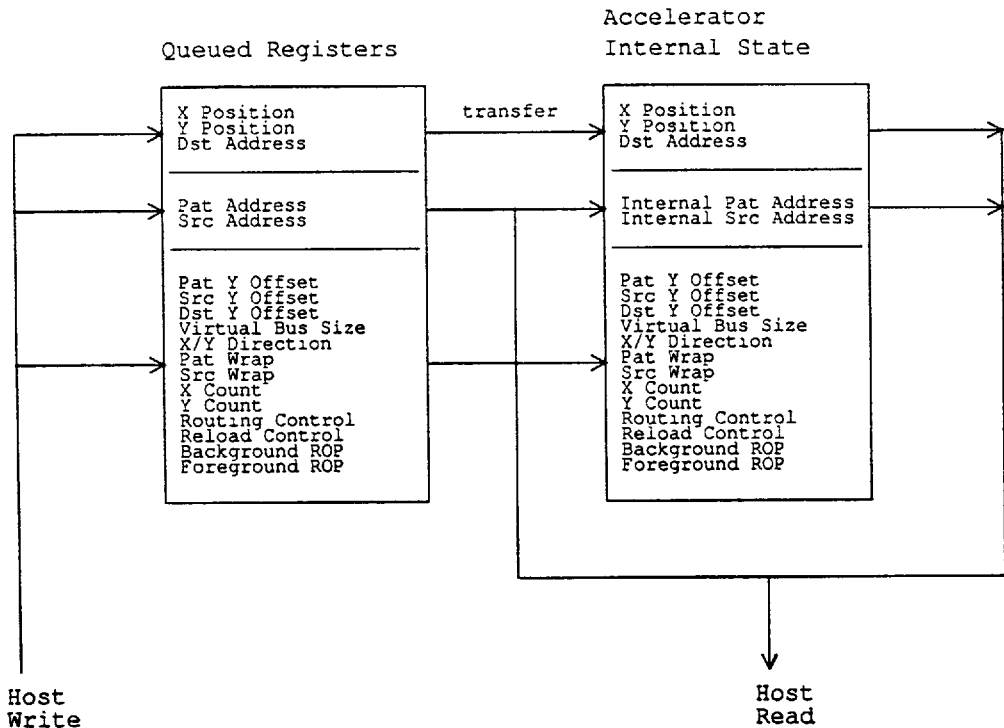 Accelerator
Internal State
Queued Registers
X Position
Y Position
Dst Address
transfer
X Position
Y Position
Dst Address
Pat Address
Src Address
Internal Pat Address
Internal Src Address
Pat Y Offset
Src Y Offset
Dst Y Offset
Virtual Bus Size
X/Y Direction
Pat Wrap
Src Wrap
X Count
Y Count
Routing Control
Reload Control
Background ROP
Foreground ROP
Pat Y Offset
Src Y Offset
Dst Y Offset
Virtual Bus Size
X/Y Direction
Pat Wrap
Src Wrap
X Count
Y Count
Routing Control
Reload Control
Background ROP
Foreground ROP
Host
Write
Host
Read